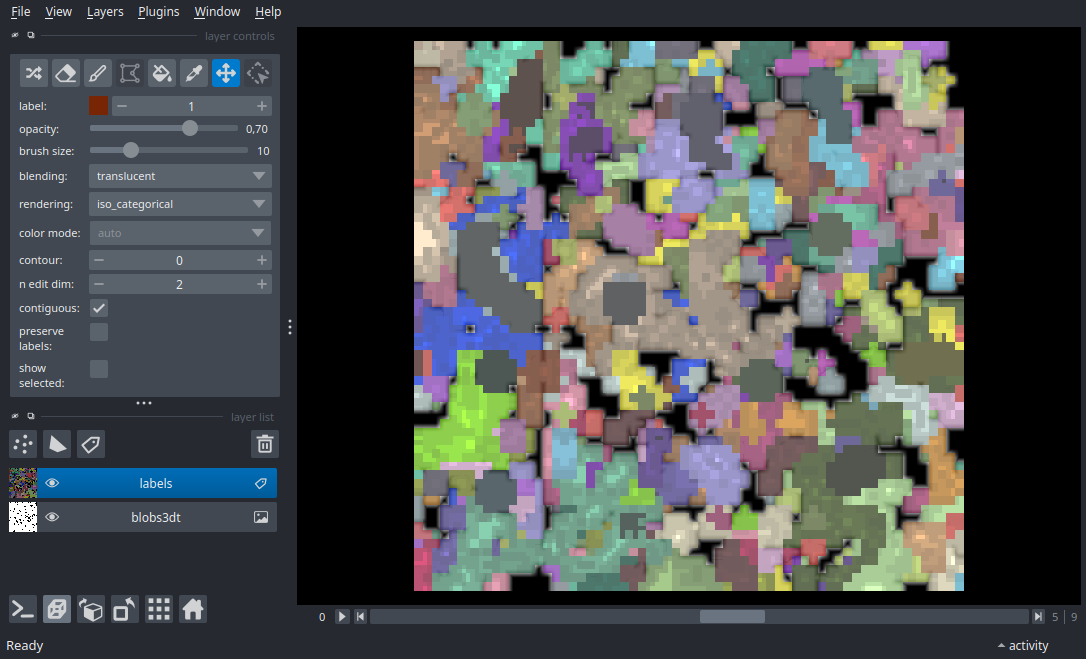 File View Layers Plugins Window Help
layer controls
label: 1
opacity: 0,70
brush size: 10
blending: translucent
rendering: iso_categorical
color mode: auto
contour: 0
n edit dim: 2
contiguous:
preserve
labels:
show
selected:
layer list
labels
blobs3dt
0 5 9
Ready activity